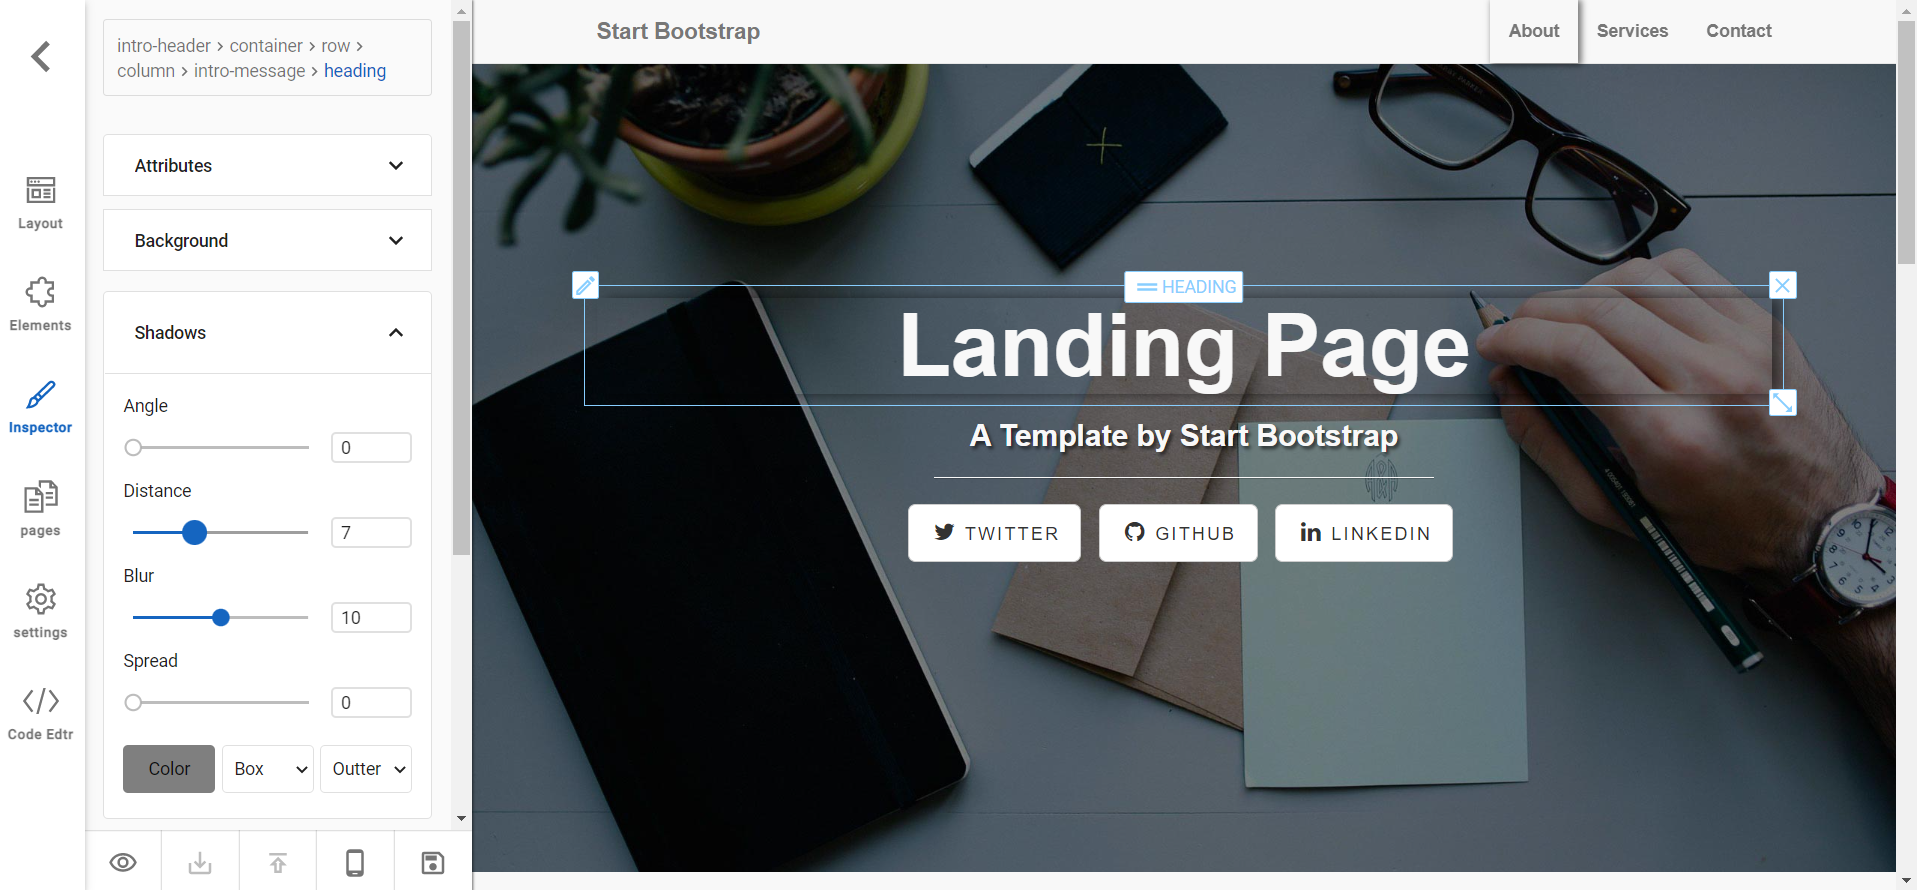 intro-header > container > row >
column > intro-message > heading
Attributes
Background
Shadows
Angle
0
Distance
7
Blur
10
Spread
0
Color
Box
Outter
Layout
Elements
Inspector
pages
settings
Code Edtr
Start Bootstrap
About
Services
Contact
HEADING
Landing Page
A Template by Start Bootstrap
TWITTER
GITHUB
LINKEDIN